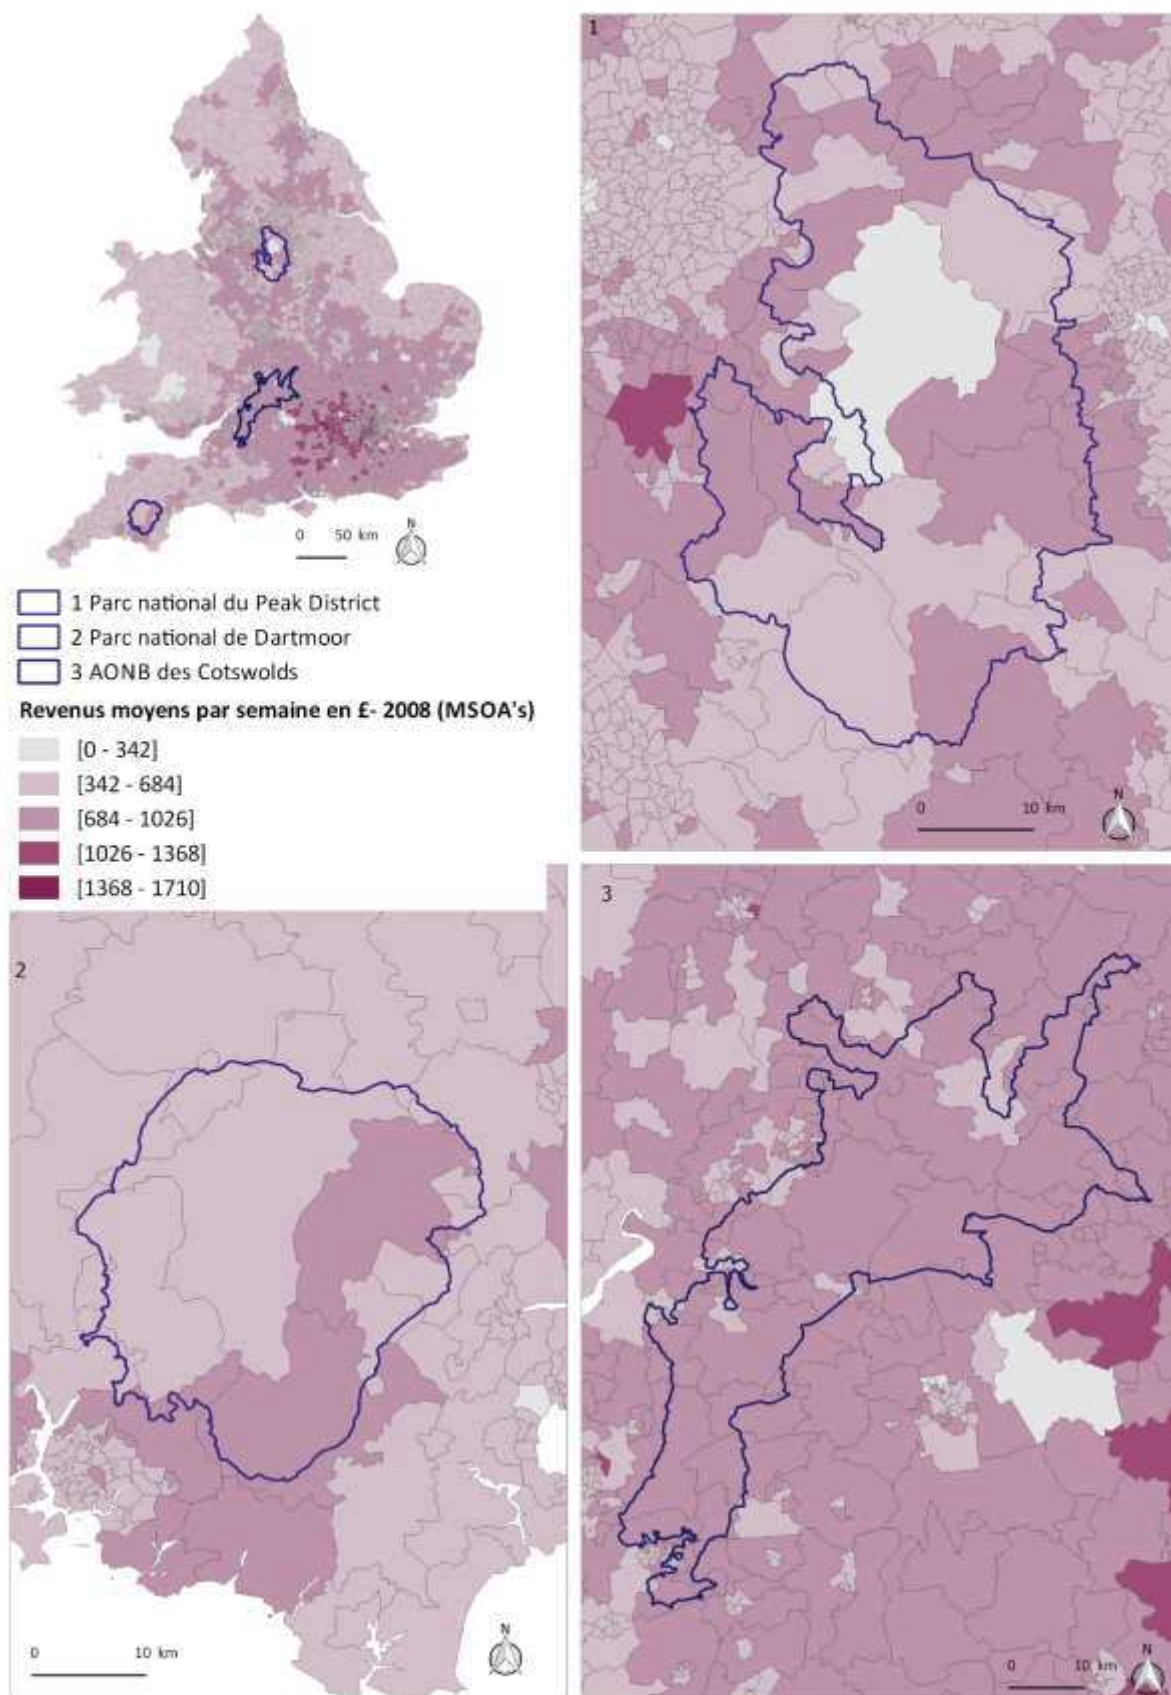 1
N
0 50 km
1 Parc national du Peak District
2 Parc national de Dartmoor
3 AONB des Cotswolds
Revenus moyens par semaine en £- 2008 (MSOA's)
[0 - 342]
[342 - 684]
[684 - 1026]
[1026 - 1368]
[1368 - 1710]
N
0 10 km
2
N
0 10 km
3
N
0 10 km